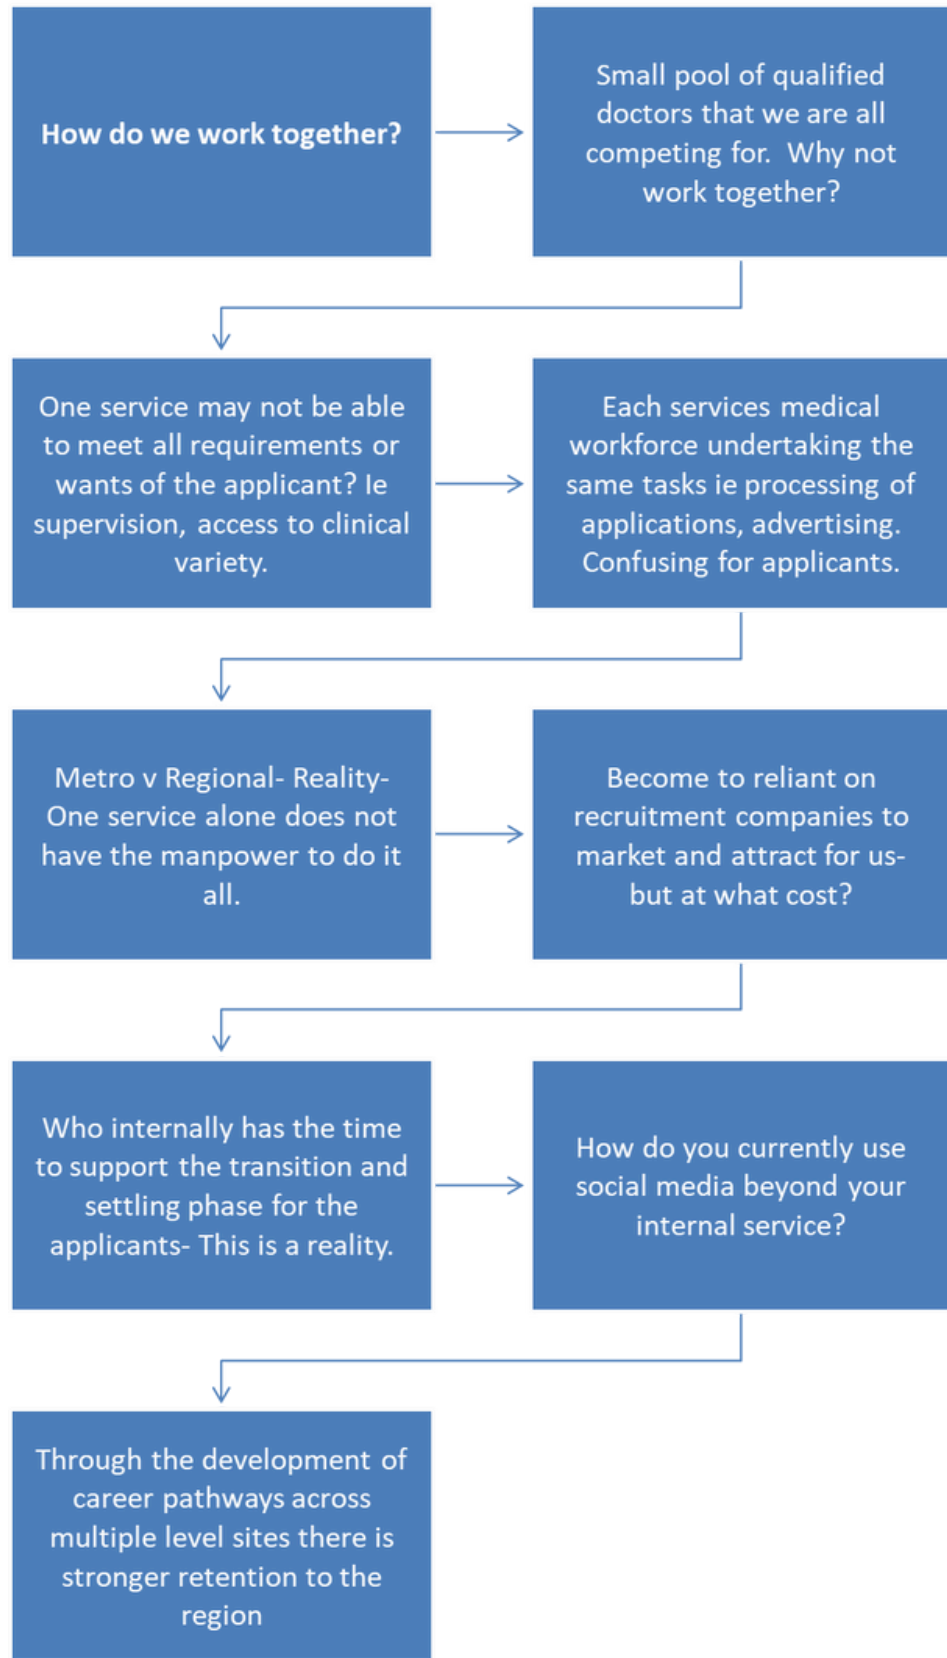 How do we work together?
Small pool of qualified
doctors that we are all
competing for.  Why not
work together?
One service may not be able
to meet all requirements or
wants of the applicant? Ie
supervision, access to clinical
variety.
Each services medical
workforce undertaking the
same tasks ie processing of
applications, advertising.
Confusing for applicants.
Metro v Regional- Reality-
One service alone does not
have the manpower to do it
all.
Become to reliant on
recruitment companies to
market and attract for us-
but at what cost?
Who internally has the time
to support the transition and
settling phase for the
applicants- This is a reality.
How do you currently use
social media beyond your
internal service?
Through the development of
career pathways across
multiple level sites there is
stronger retention to the
region